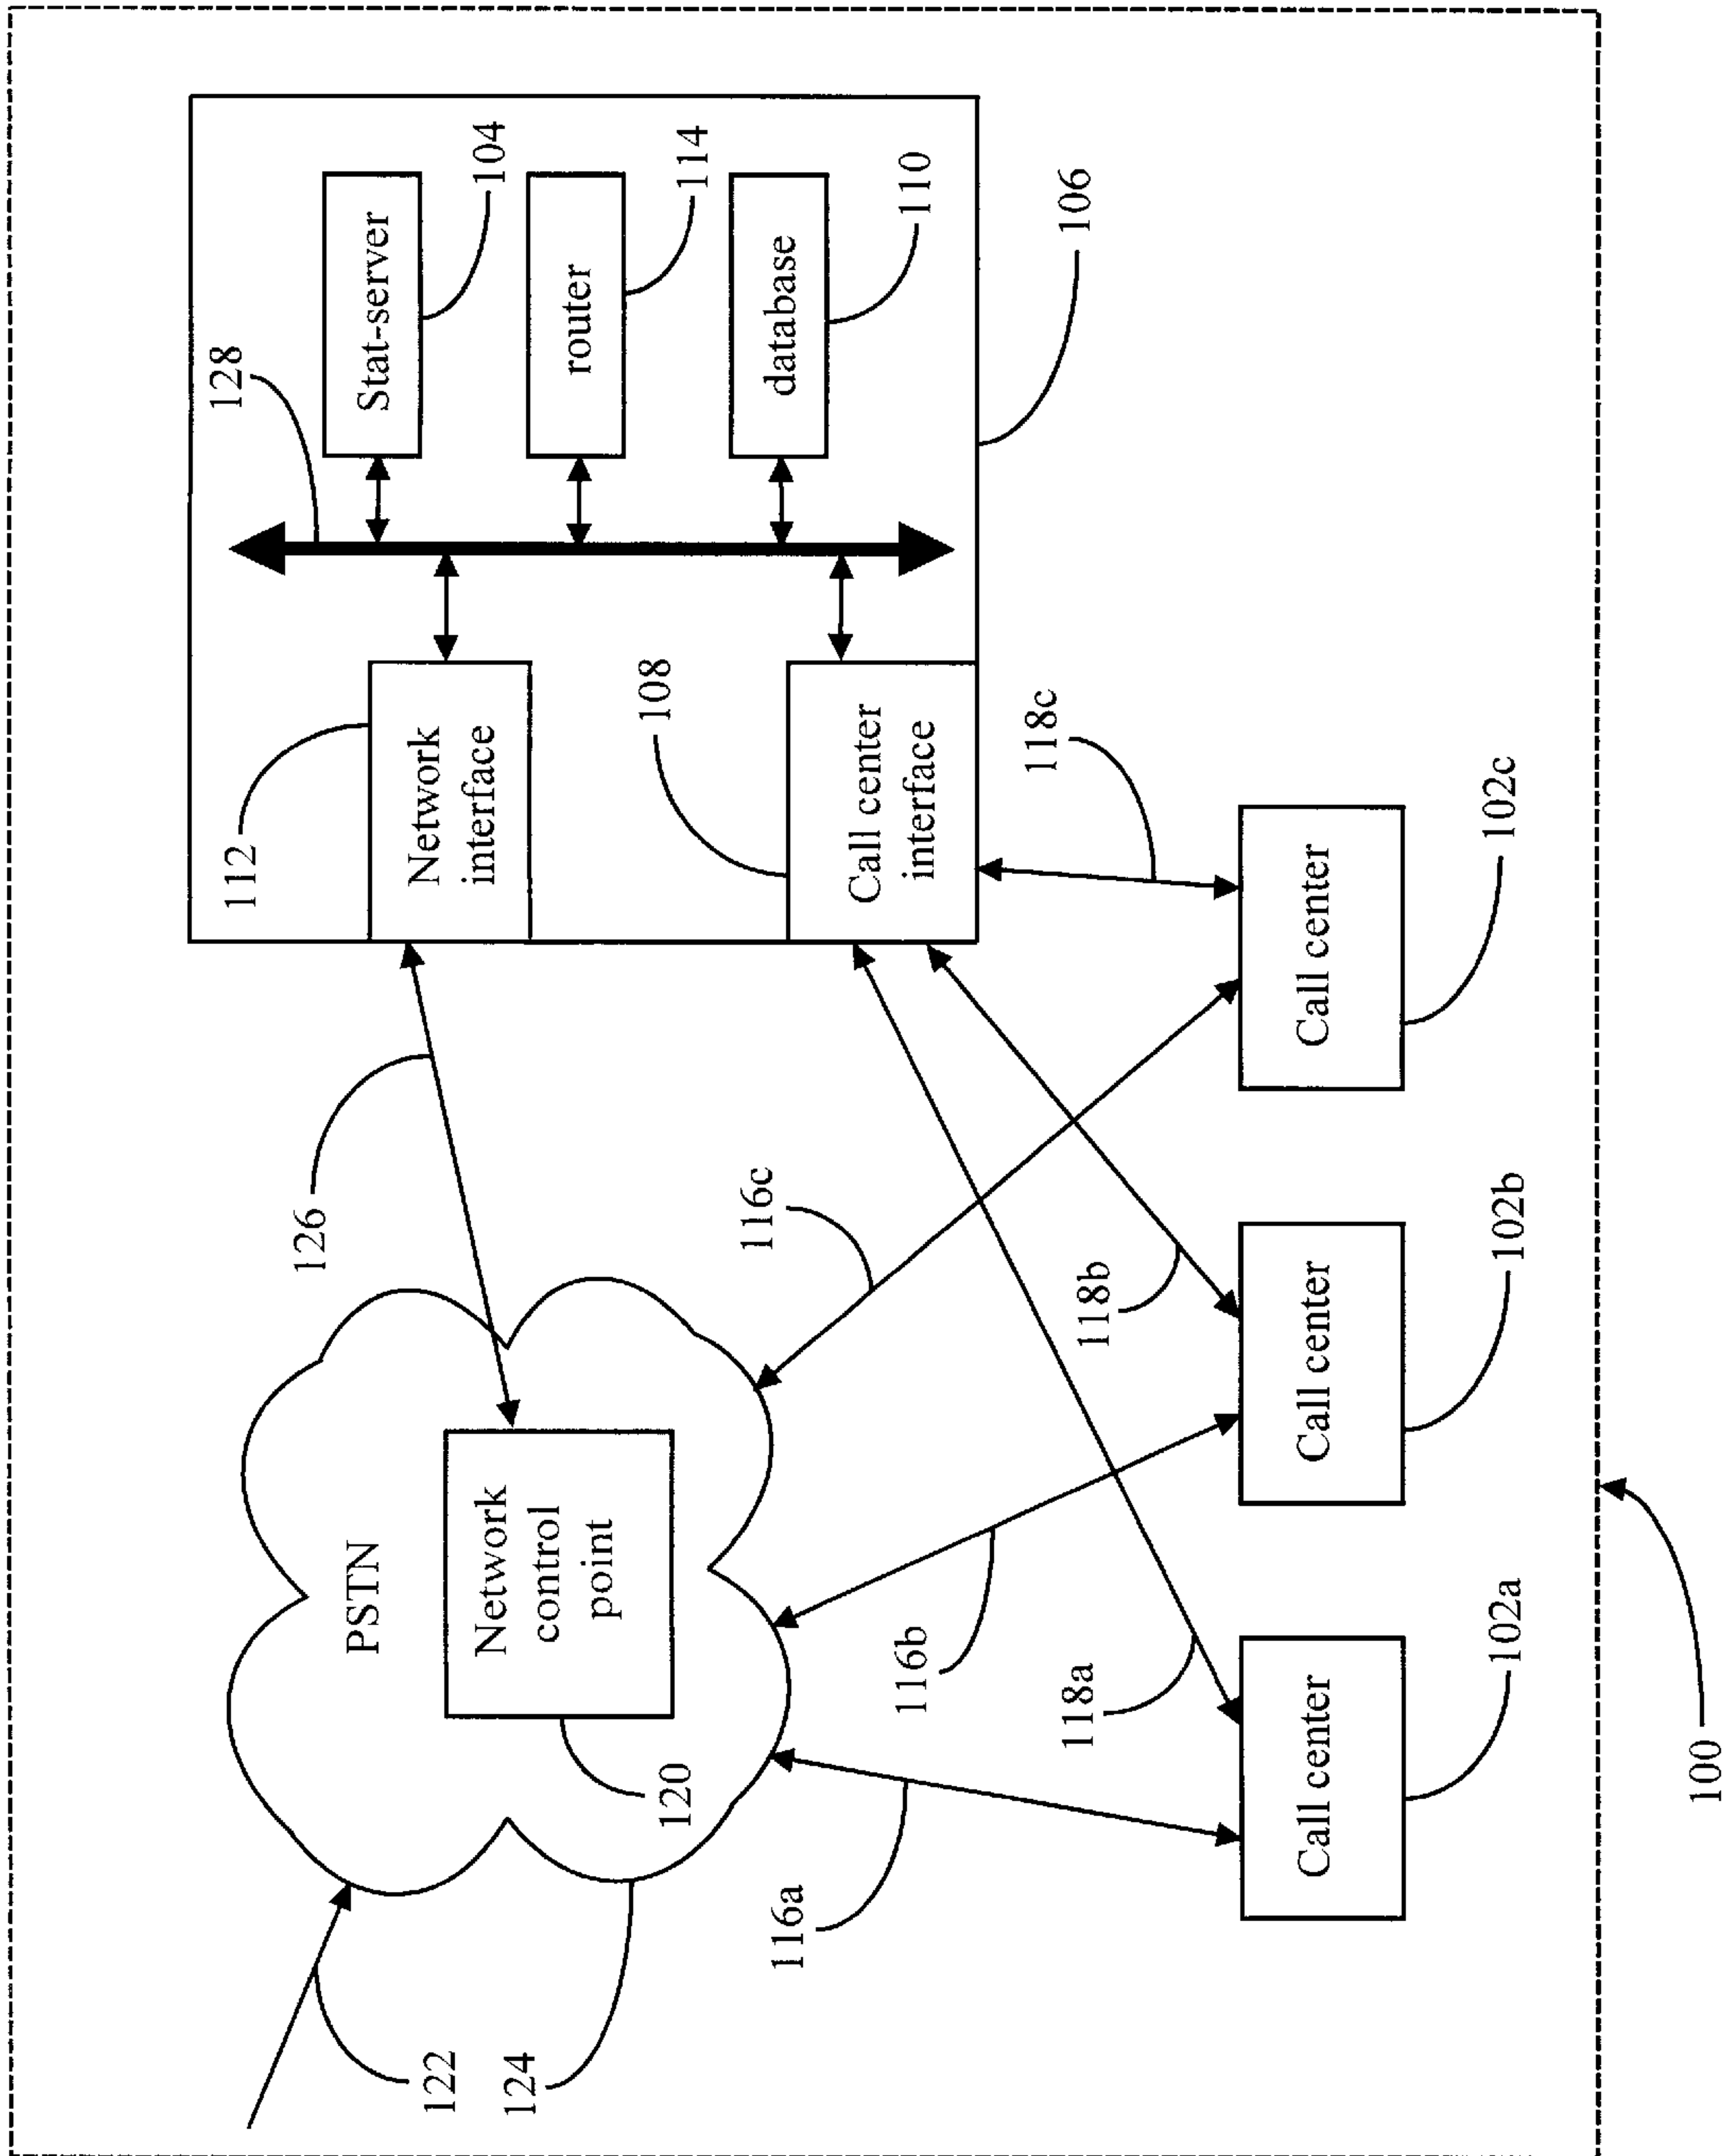 122
124
PSTN
Network
control
point
120
126
112
Network
interface
128
Stat-server
104
router
114
database
110
108
Call center
interface
106
116a
116b
116c
118a
118b
118c
Call center
102a
Call center
102b
Call center
102c
100